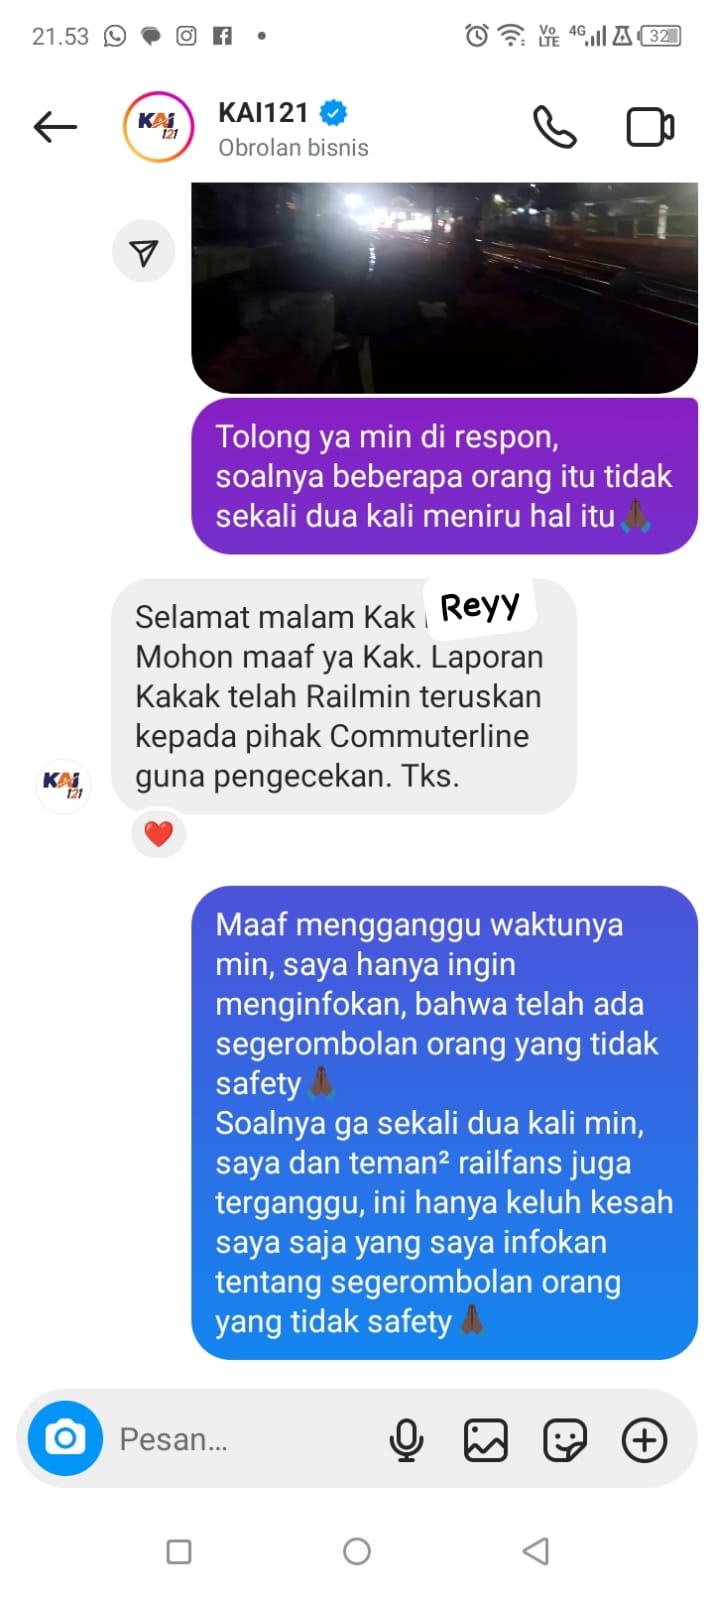 21.53
Vo LTE 4G 32
KAI121
KAI 121
Obrolan bisnis
Tolong ya min di respon,
soalnya beberapa orang itu tidak
sekali dua kali meniru hal itu🙏🏿
Selamat malam Kak Reyy
Mohon maaf ya Kak. Laporan
Kakak telah Railmin teruskan
kepada pihak Commuterline
guna pengecekan. Tks.
KAI 121
Maaf mengganggu waktunya
min, saya hanya ingin
menginfokan, bahwa telah ada
segerombolan orang yang tidak
safety🙏🏿
Soalnya ga sekali dua kali min,
saya dan teman² railfans juga
terganggu, ini hanya keluh kesah
saya saja yang saya infokan
tentang segerombolan orang
yang tidak safety🙏🏿
Pesan...